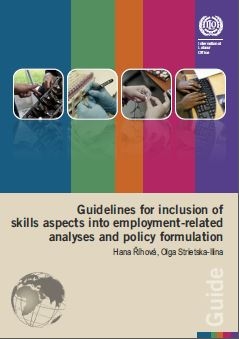 International
Labour
Office
Guidelines for inclusion of
skills aspects into employment-related
analyses and policy formulation
Hana Říhová, Olga Strietska-Ilina
Guide